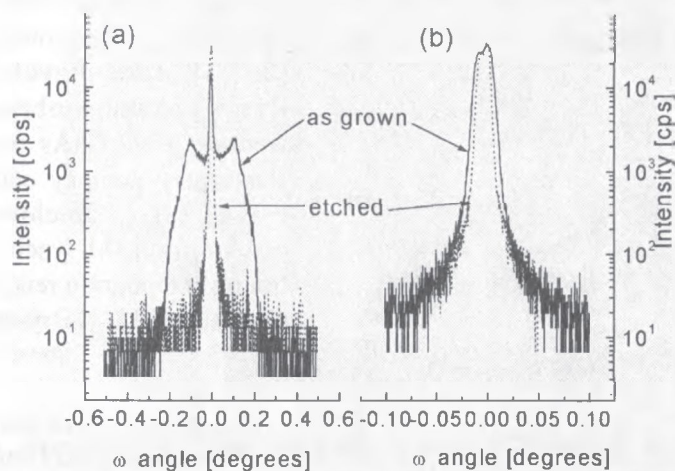 (a)
(b)
Intensity [cps]
10⁴
10³
10²
10¹
as grown
etched
10⁴
10³
10²
10¹
Intensity [cps]
-0.6 -0.4 -0.2 0.0 0.2 0.4 0.6
-0.10 -0.05 0.00 0.05 0.10
ω angle [degrees]
ω angle [degrees]